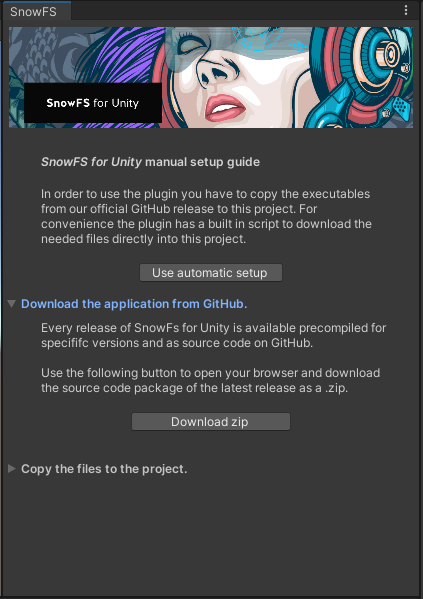 SnowFS
SnowFS for Unity
SnowFS for Unity manual setup guide
In order to use the plugin you have to copy the executables
from our official GitHub release to this project. For
convenience the plugin has a built in script to download the
needed files directly into this project.
Use automatic setup
Download the application from GitHub.
Every release of SnowFs for Unity is available precompiled for
specififc versions and as source code on GitHub.
Use the following button to open your browser and download
the source code package of the latest release as a .zip.
Download zip
Copy the files to the project.